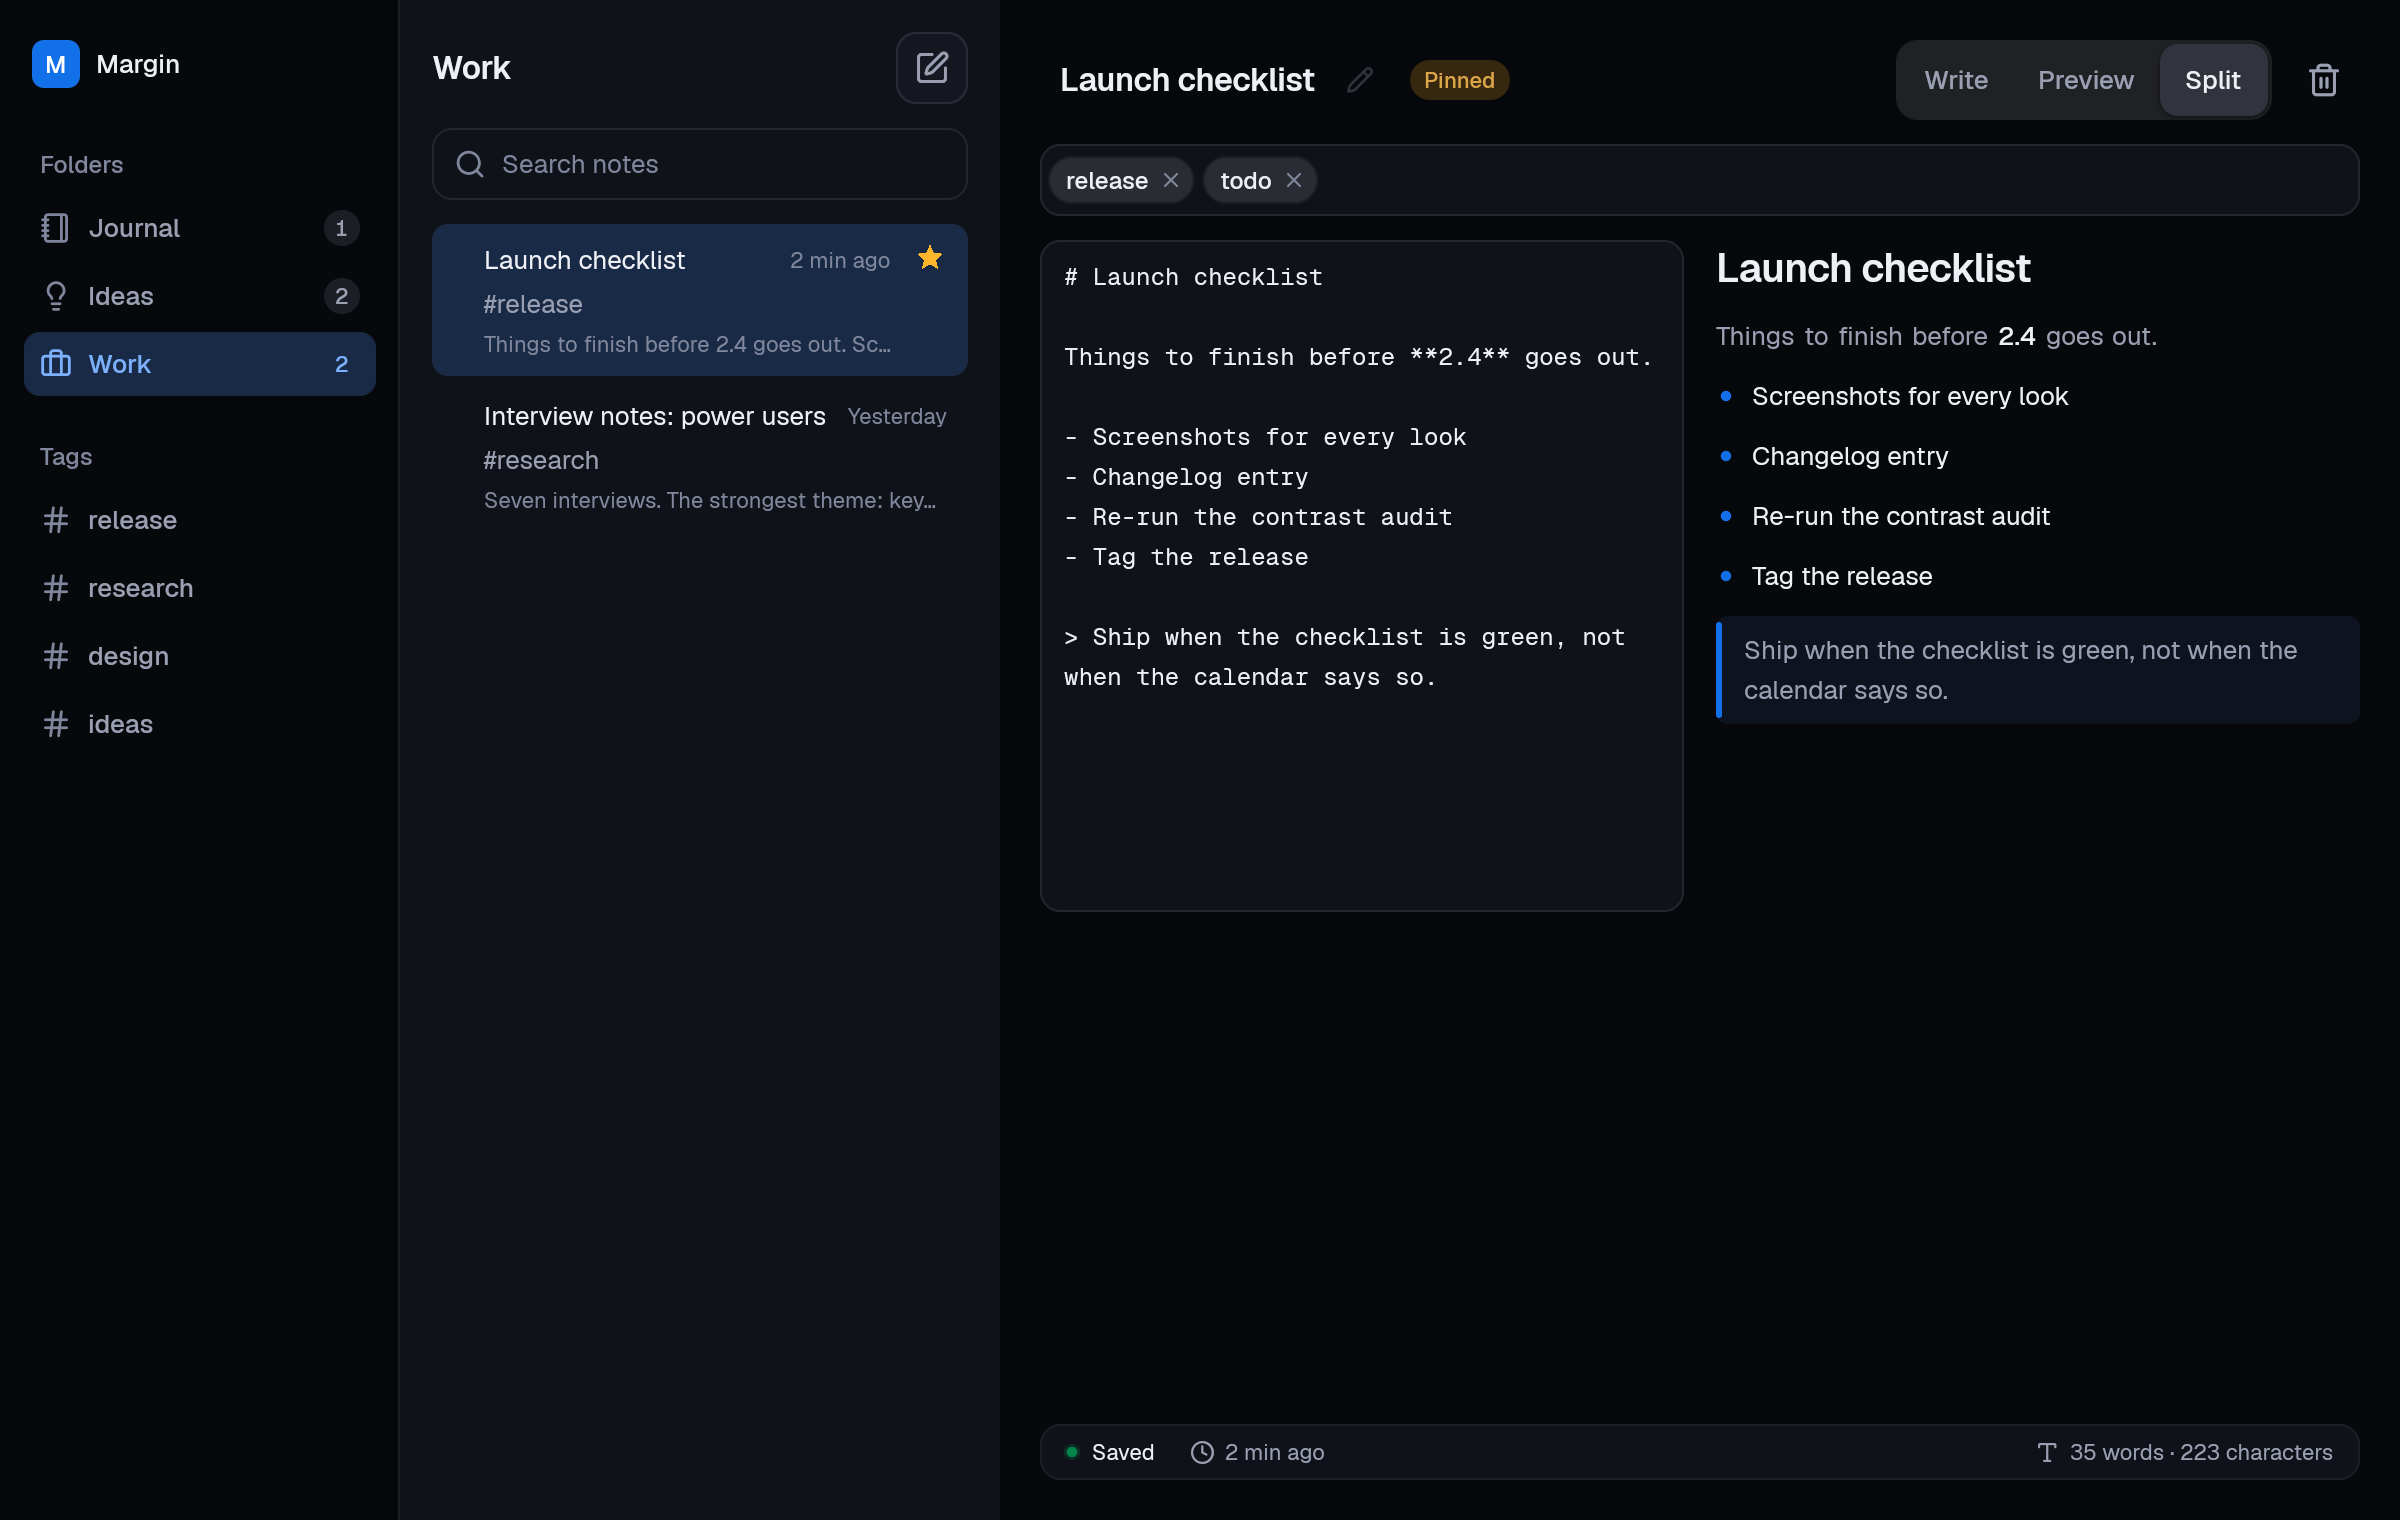 M Margin
Folders
Journal 1
Ideas 2
Work 2
Tags
release
research
design
ideas
Work
Search notes
Launch checklist 2 min ago
#release
Things to finish before 2.4 goes out. Sc…
Interview notes: power users Yesterday
#research
Seven interviews. The strongest theme: key…
Launch checklist Pinned Write Preview Split
release todo
# Launch checklist
Things to finish before **2.4** goes out.
- Screenshots for every look
- Changelog entry
- Re-run the contrast audit
- Tag the release
> Ship when the checklist is green, not
when the calendar says so.
Launch checklist
Things to finish before 2.4 goes out.
Screenshots for every look
Changelog entry
Re-run the contrast audit
Tag the release
Ship when the checklist is green, not when the
calendar says so.
Saved 2 min ago 35 words · 223 characters